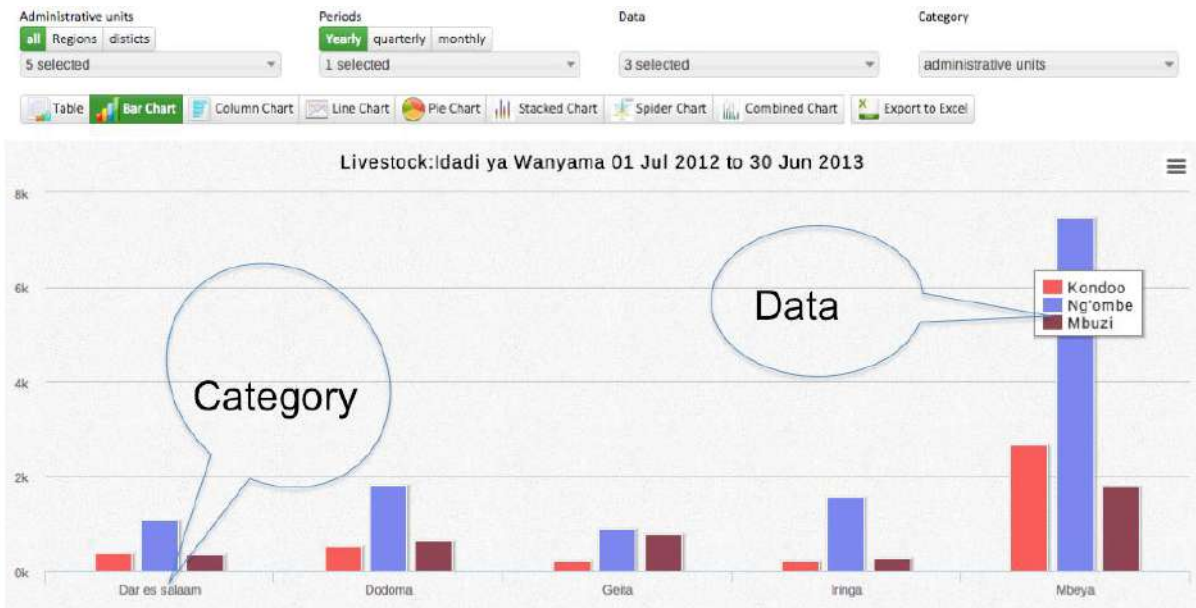 Administrative units Periods Data Category
all Regions disticts Yearly quarterly monthly
5 selected 1 selected 3 selected administrative units
Table Bar Chart Column Chart Line Chart Pie Chart Stacked Chart Spider Chart Combined Chart Export to Excel
Livestock:Idadi ya Wanyama 01 Jul 2012 to 30 Jun 2013
8k
6k
Kondoo
Ng'ombe
Mbuzi
Data
4k
Category
2k
0k
Dar es salaam Dodoma Geita Iringa Mbeya